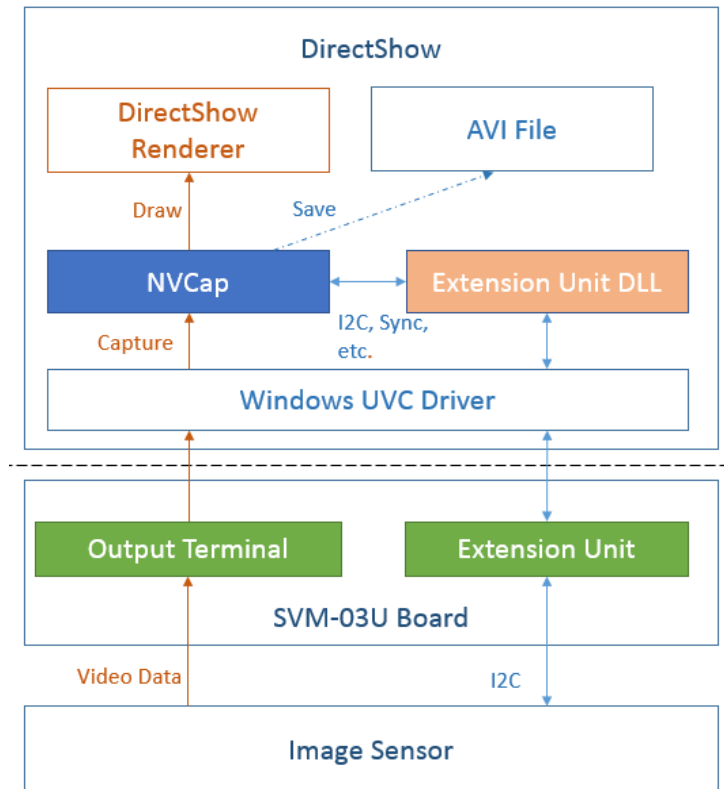 DirectShow
DirectShow
Renderer
AVI File
Draw
Save
NVCap
Extension Unit DLL
I2C, Sync,
etc.
Capture
Windows UVC Driver
Output Terminal
Extension Unit
SVM-03U Board
Video Data
I2C
Image Sensor